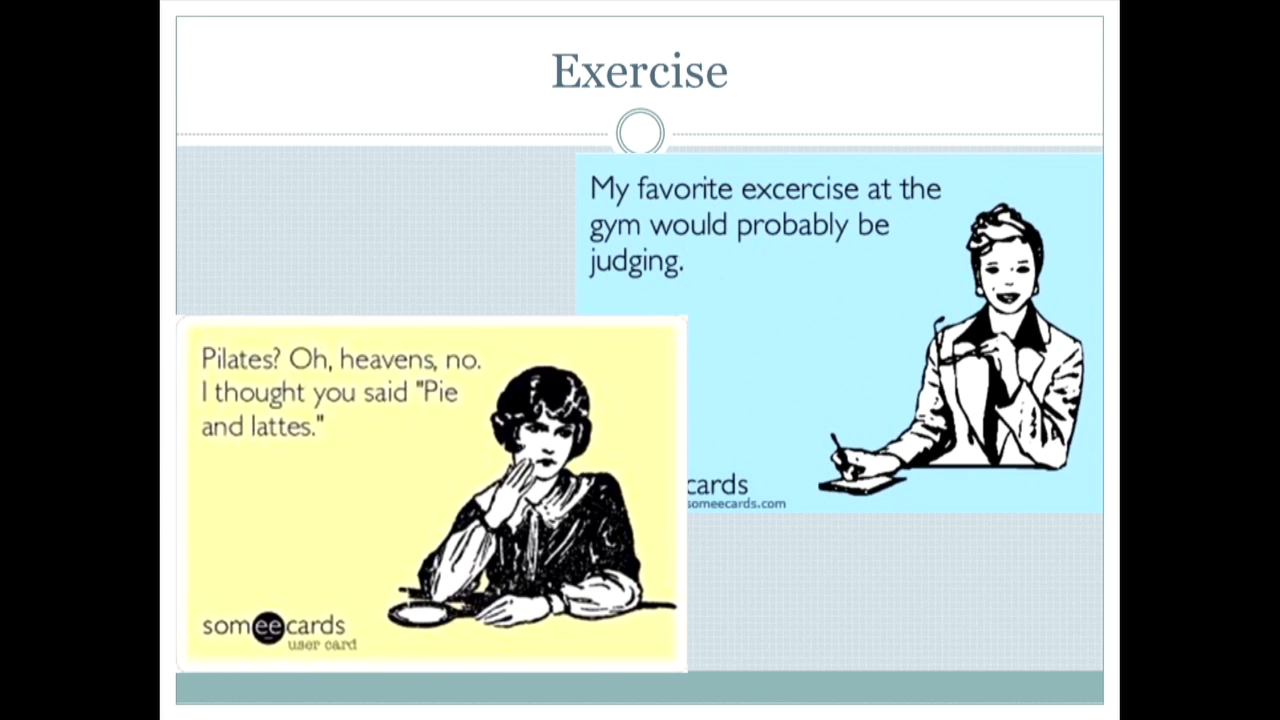 Exercise
My favorite excercise at the
gym would probably be
judging.
cards
someecards.com
Pilates? Oh, heavens, no.
I thought you said "Pie
and lattes."
someecards
user card